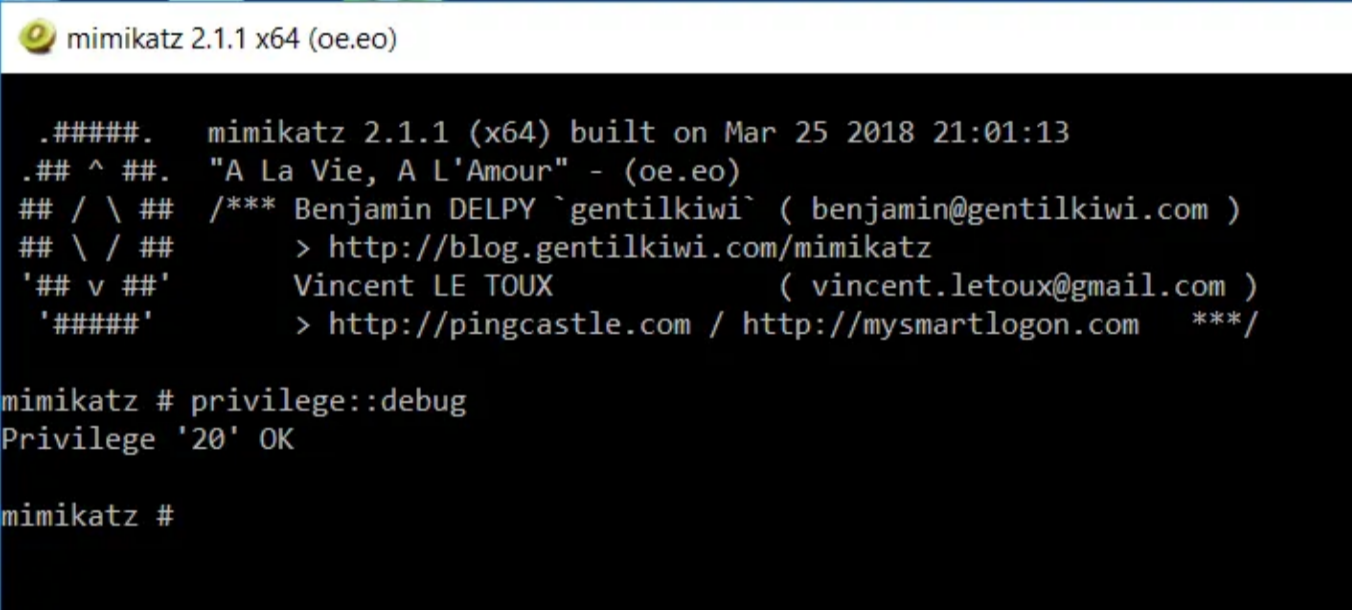 mimikatz 2.1.1 x64 (oe.eo)
  .#####.   mimikatz 2.1.1 (x64) built on Mar 25 2018 21:01:13
 .## ^ ##.  "A La Vie, A L'Amour" - (oe.eo)
 ## / \ ##  /*** Benjamin DELPY `gentilkiwi` ( benjamin@gentilkiwi.com )
 ## \ / ##       > http://blog.gentilkiwi.com/mimikatz
 '## v ##'       Vincent LE TOUX             ( vincent.letoux@gmail.com )
  '#####'        > http://pingcastle.com / http://mysmartlogon.com   ***/
mimikatz # privilege::debug
Privilege '20' OK
mimikatz #